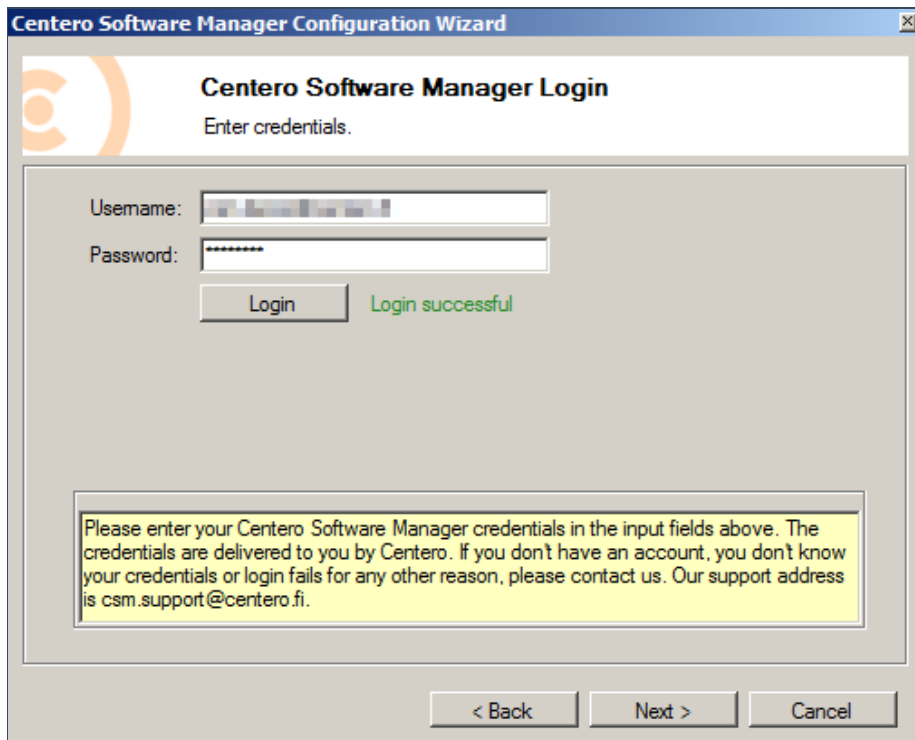 Centero Software Manager Configuration Wizard
Centero Software Manager Login
Enter credentials.
Username:
Password: ********
Login Login successful
Please enter your Centero Software Manager credentials in the input fields above. The
credentials are delivered to you by Centero. If you don't have an account, you don't know
your credentials or login fails for any other reason, please contact us. Our support address
is csm.support@centero.fi.
< Back Next > Cancel